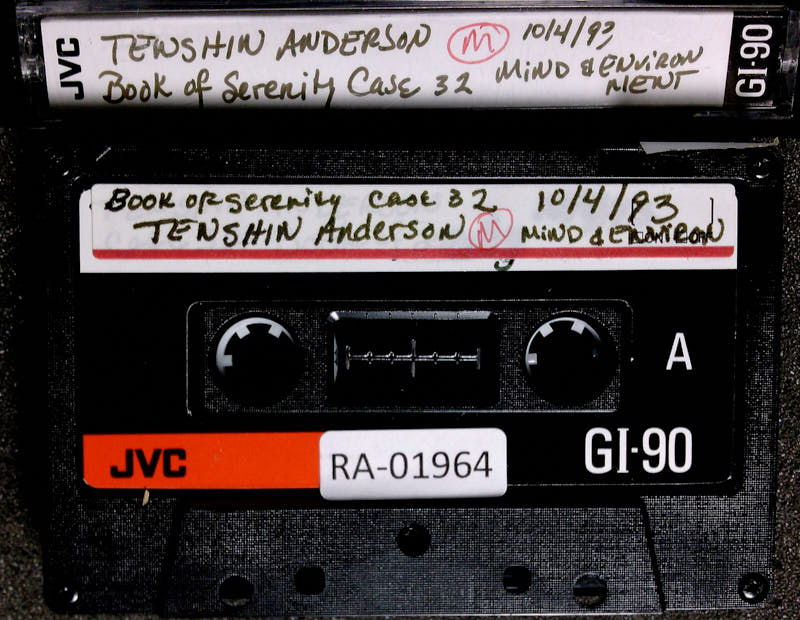 JVC
TENSHIN ANDERSON M 10/4/93
Book of Serenity Case 32 MIND & ENVIRON
MENT
GI-90
Book of Serenity Case 32 10/4/93
TENSHIN Anderson M MIND & ENVIRON
A
JVC
RA-01964
GI-90